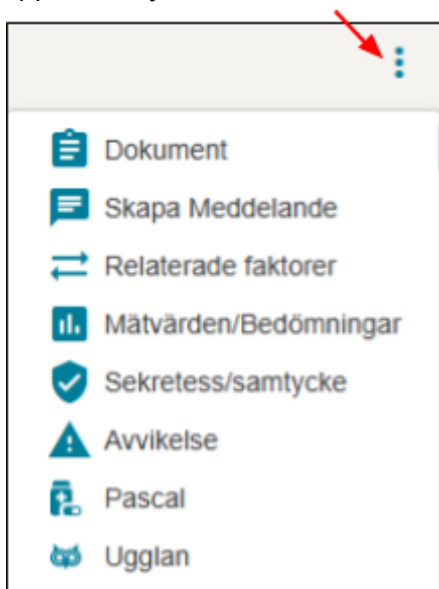 Dokument
Skapa Meddelande
Relaterade faktorer
Mätvärden/Bedömningar
Sekretess/samtycke
Avvikelse
Pascal
Ugglan